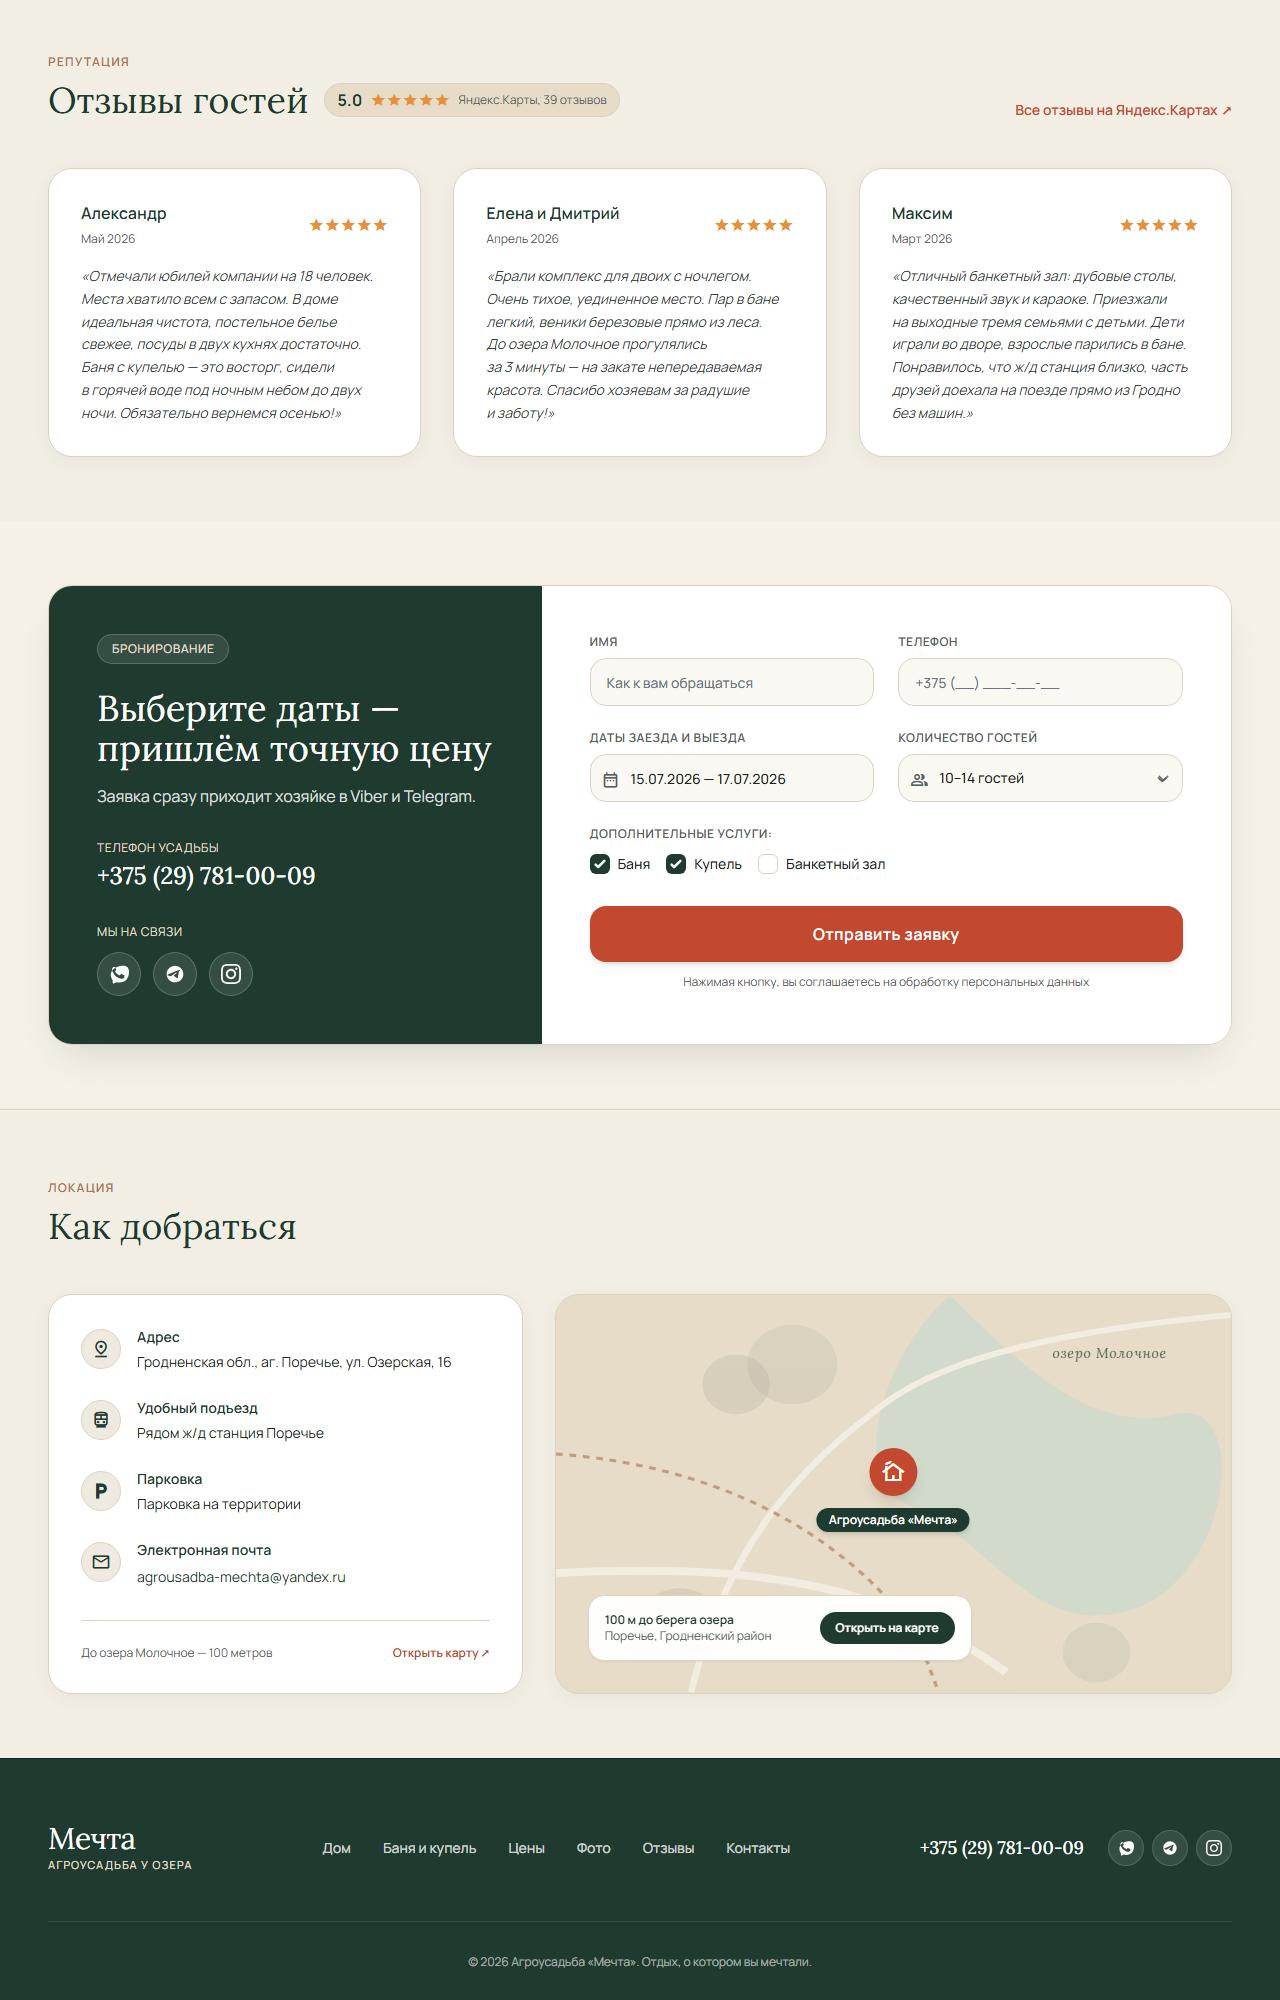 РЕПУТАЦИЯ
Отзывы гостей
5.0 ★★★★★ Яндекс.Карты, 39 отзывов
Все отзывы на Яндекс.Картах ↗
Александр
Май 2026
★★★★★
«Отмечали юбилей компании на 18 человек.
Места хватило всем с запасом. В доме
идеальная чистота, постельное белье
свежее, посуды в двух кухнях достаточно.
Баня с купелью — это восторг, сидели
в горячей воде под ночным небом до двух
ночи. Обязательно вернемся осенью!»
Елена и Дмитрий
Апрель 2026
★★★★★
«Брали комплекс для двоих с ночлегом.
Очень тихое, уединенное место. Пар в бане
легкий, веники березовые прямо из леса.
До озера Молочное прогулялись
за 3 минуты — на закате непередаваемая
красота. Спасибо хозяевам за радушие
и заботу!»
Максим
Март 2026
★★★★★
«Отличный банкетный зал: дубовые столы,
качественный звук и караоке. Приезжали
на выходные тремя семьями с детьми. Дети
играли во дворе, взрослые парились в бане.
Понравилось, что ж/д станция близко, часть
друзей доехала на поезде прямо из Гродно
без машин.»
БРОНИРОВАНИЕ
Выберите даты —
пришлём точную цену
Заявка сразу приходит хозяйке в Viber и Telegram.
ТЕЛЕФОН УСАДЬБЫ
+375 (29) 781-00-09
МЫ НА СВЯЗИ
ИМЯ
Как к вам обращаться
ТЕЛЕФОН
+375 (__) ___-__-__
ДАТЫ ЗАЕЗДА И ВЫЕЗДА
15.07.2026 — 17.07.2026
КОЛИЧЕСТВО ГОСТЕЙ
10–14 гостей
ДОПОЛНИТЕЛЬНЫЕ УСЛУГИ:
Баня
Купель
Банкетный зал
Отправить заявку
Нажимая кнопку, вы соглашаетесь на обработку персональных данных
ЛОКАЦИЯ
Как добраться
Адрес
Гродненская обл., аг. Поречье, ул. Озерская, 16
Удобный подъезд
Рядом ж/д станция Поречье
P
Парковка
Парковка на территории
Электронная почта
agrousadba-mechta@yandex.ru
До озера Молочное — 100 метров
Открыть карту ↗
озеро Молочное
Агроусадьба «Мечта»
100 м до берега озера
Поречье, Гродненский район
Открыть на карте
Мечта
АГРОУСАДЬБА У ОЗЕРА
Дом
Баня и купель
Цены
Фото
Отзывы
Контакты
+375 (29) 781-00-09
© 2026 Агроусадьба «Мечта». Отдых, о котором вы мечтали.